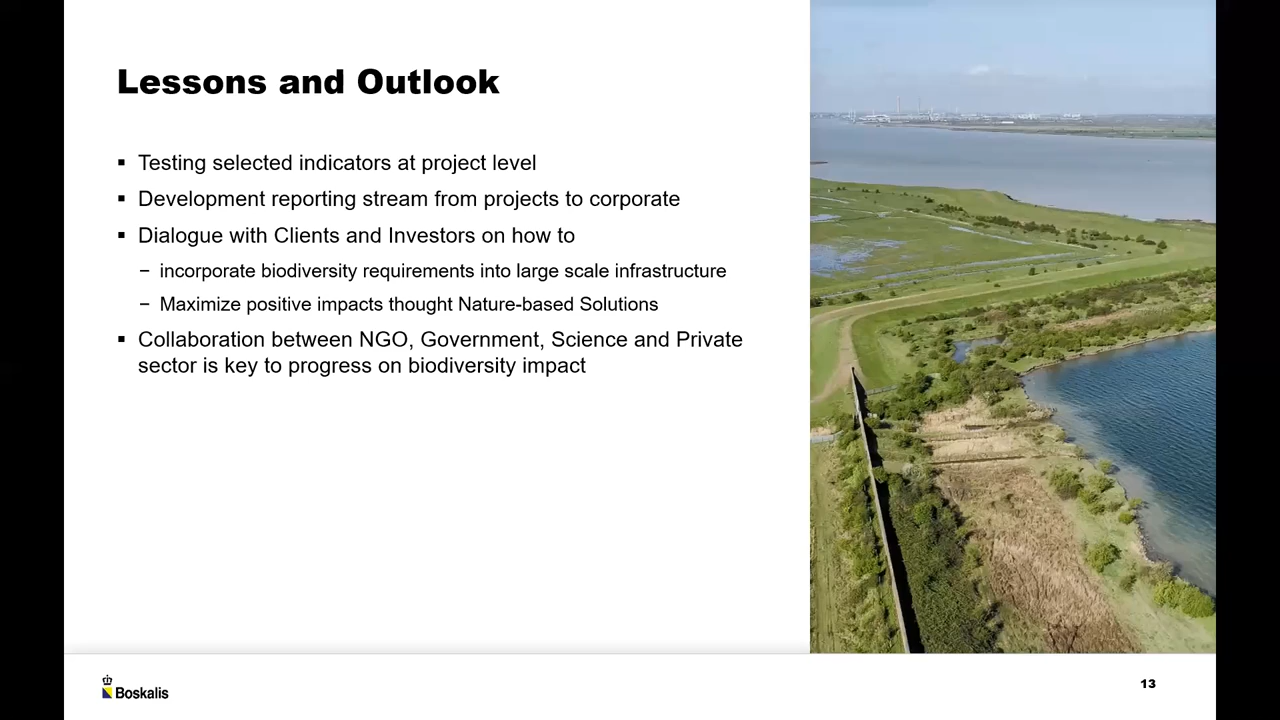 Lessons and Outlook
▪ Testing selected indicators at project level
▪ Development reporting stream from projects to corporate
▪ Dialogue with Clients and Investors on how to
– incorporate biodiversity requirements into large scale infrastructure
– Maximize positive impacts thought Nature-based Solutions
▪ Collaboration between NGO, Government, Science and Private
sector is key to progress on biodiversity impact
Boskalis
13